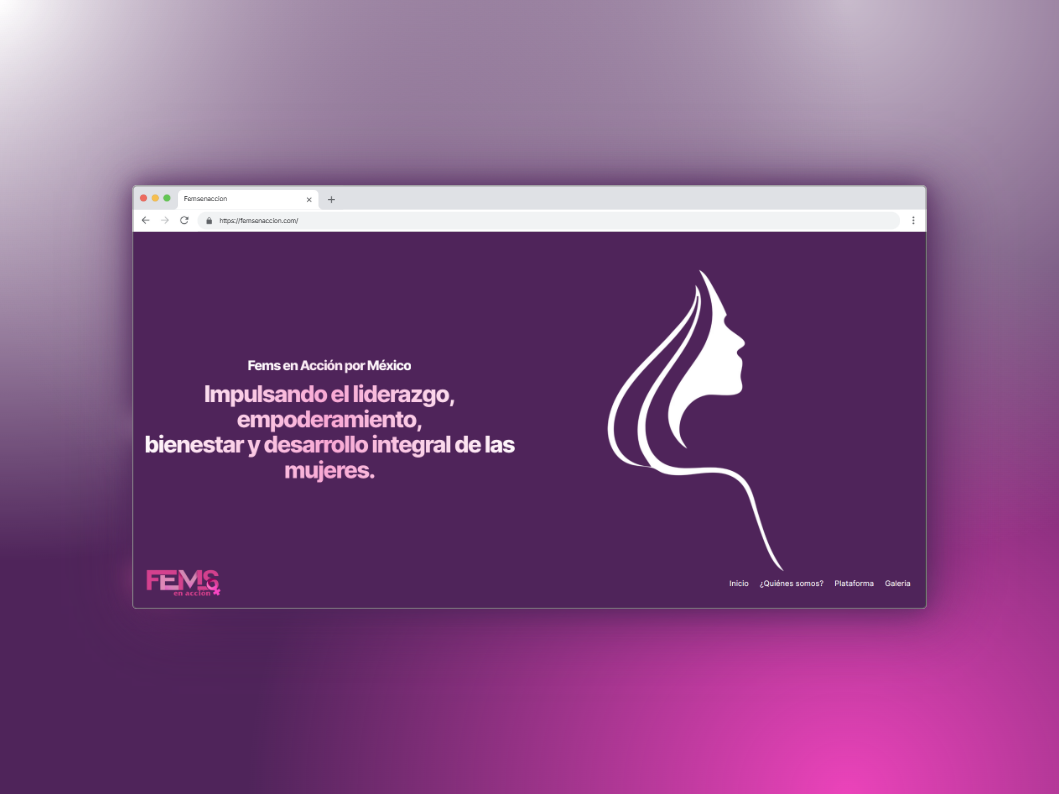 Femsenaccion
https://femsenaccion.com/
Fems en Acción por México
Impulsando el liderazgo,
empoderamiento,
bienestar y desarrollo integral de las
mujeres.
FEMS
en acción
Inicio ¿Quiénes somos? Plataforma Galeria